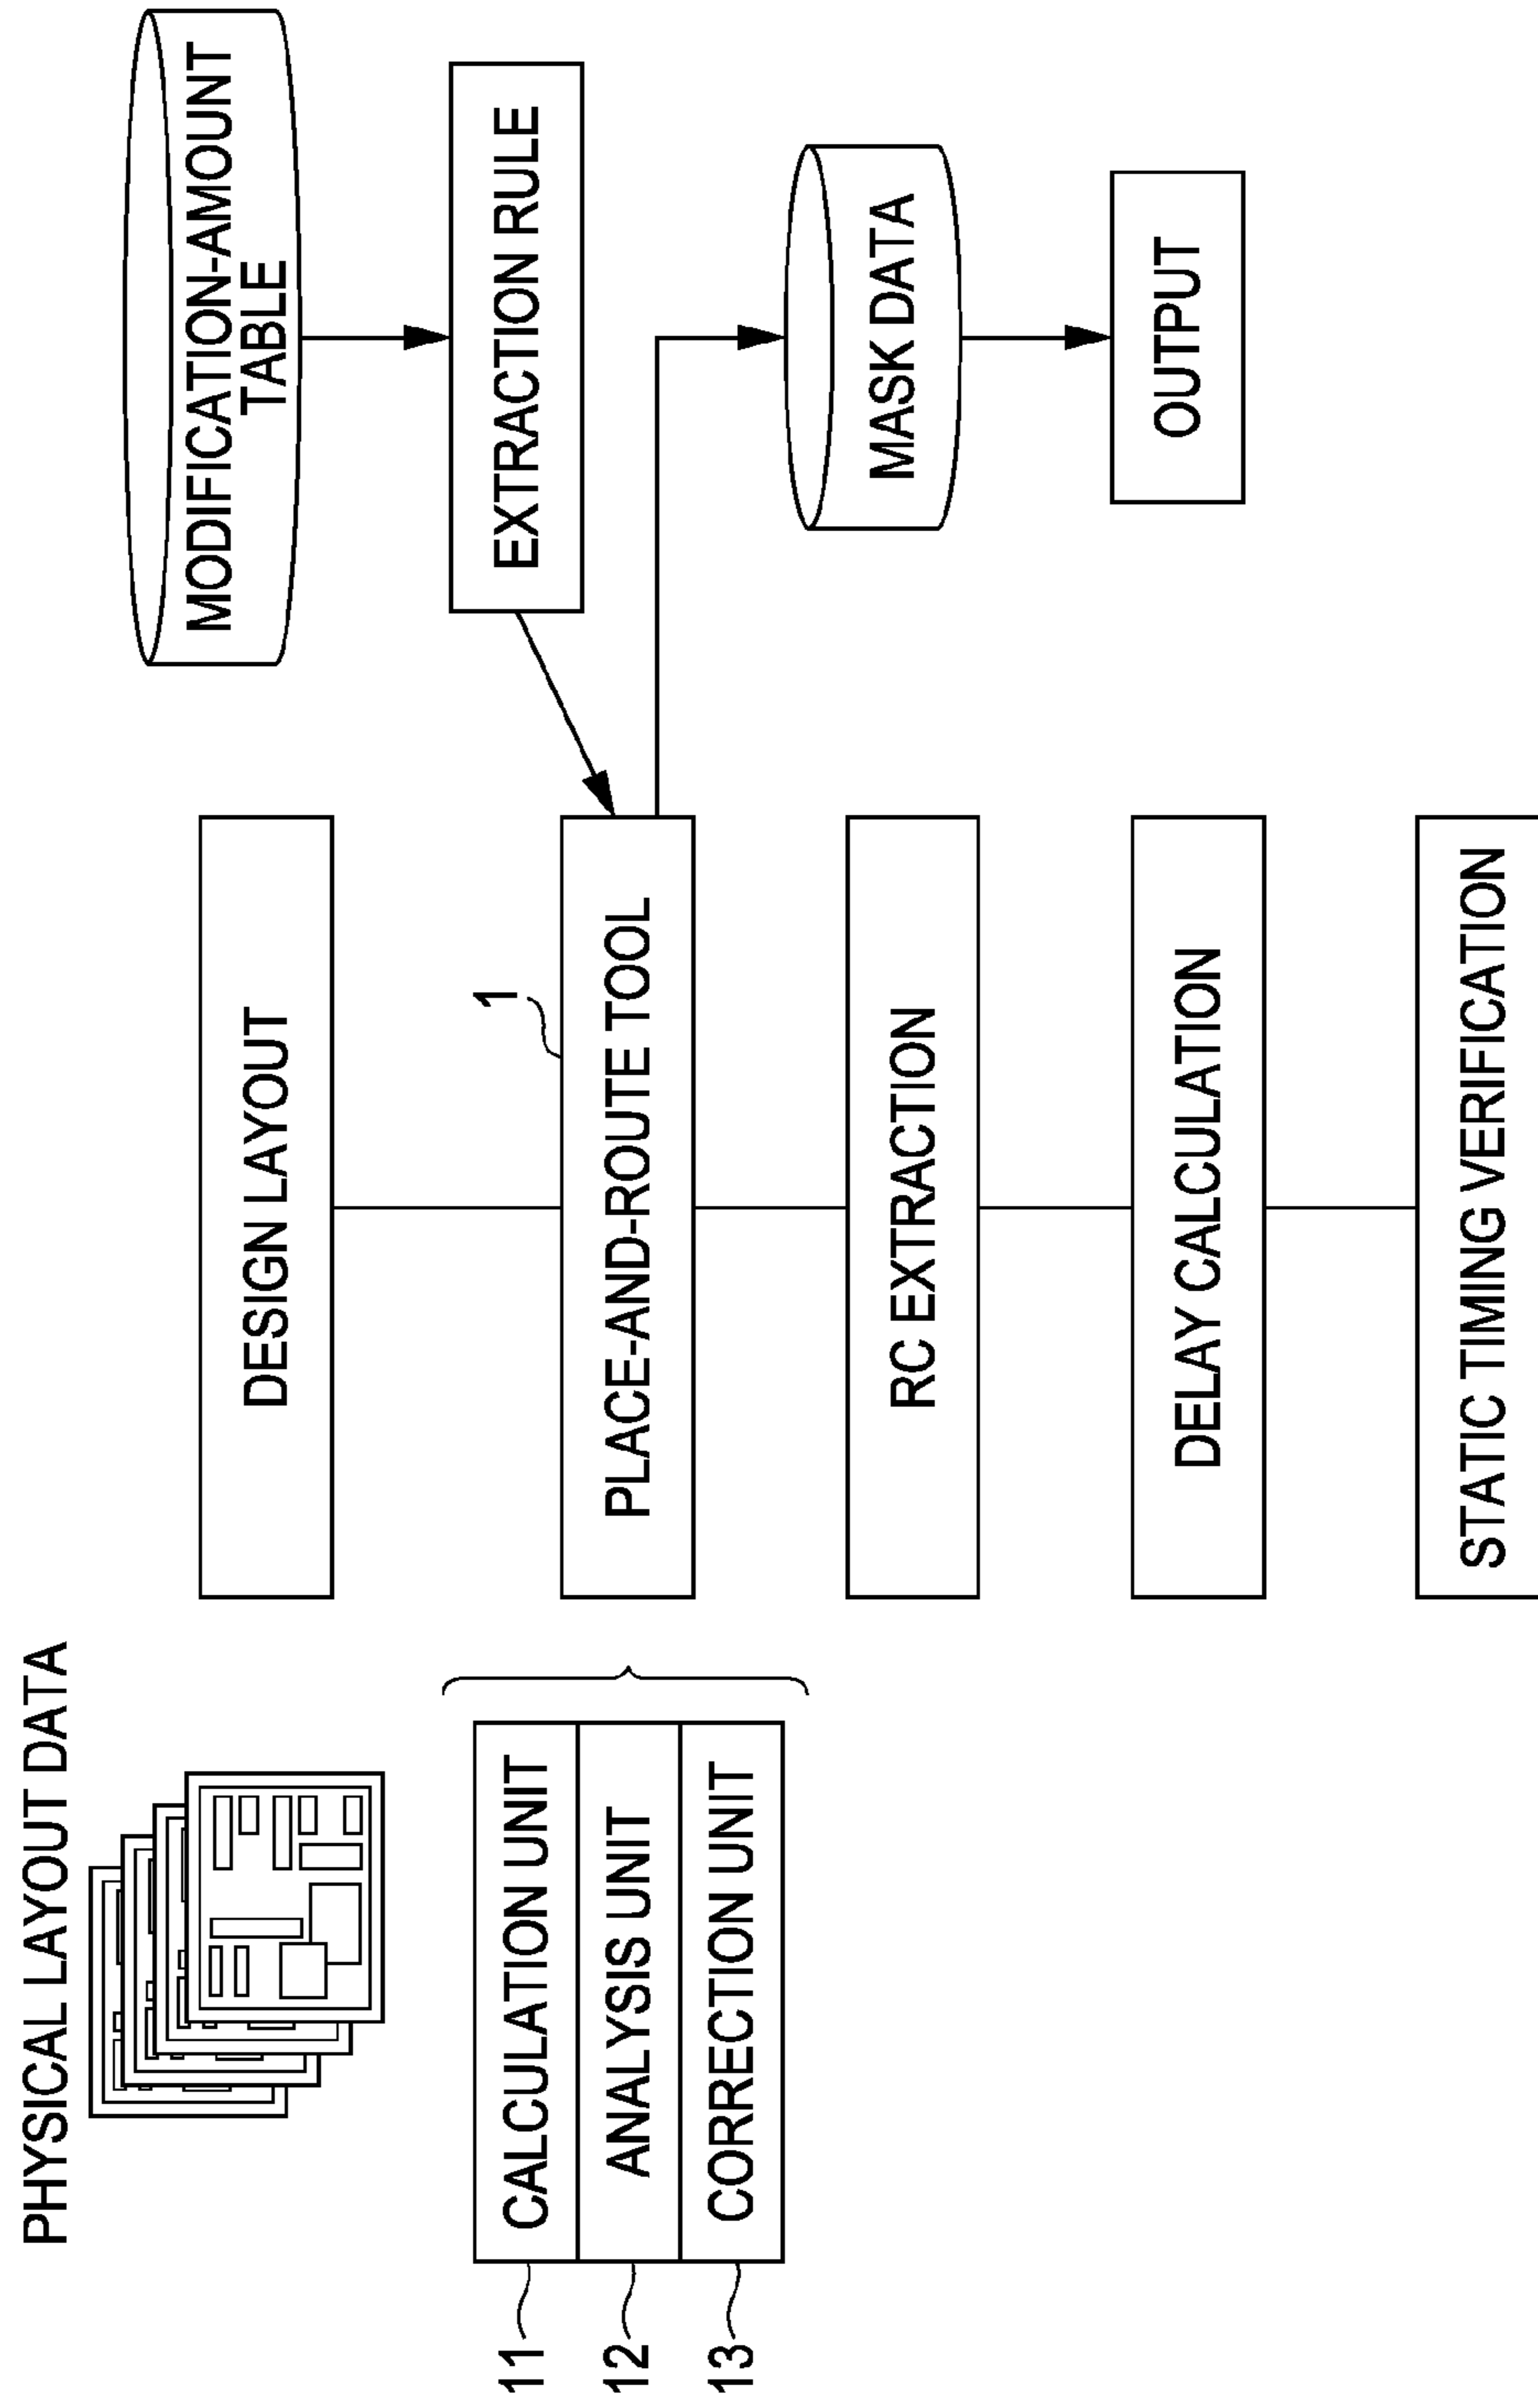 PHYSICAL LAYOUT DATA
11
CALCULATION UNIT
12
ANALYSIS UNIT
13
CORRECTION UNIT
DESIGN LAYOUT
1
PLACE-AND-ROUTE TOOL
RC EXTRACTION
DELAY CALCULATION
STATIC TIMING VERIFICATION
MODIFICATION-AMOUNT
TABLE
EXTRACTION RULE
MASK DATA
OUTPUT